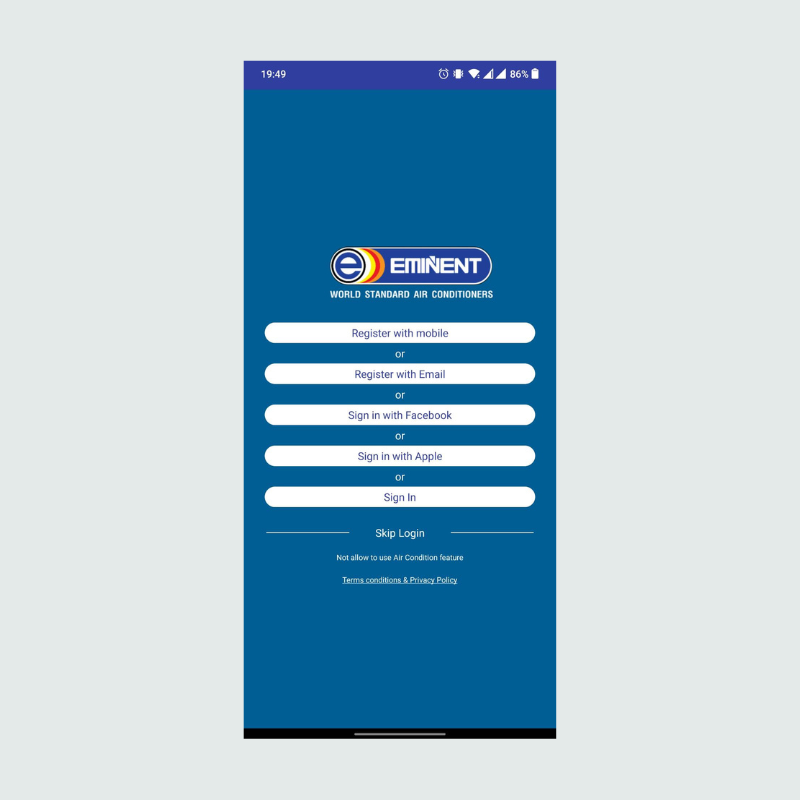 19:49
86%
e EMIÑENT
WORLD STANDARD AIR CONDITIONERS
Register with mobile
or
Register with Email
or
Sign in with Facebook
or
Sign in with Apple
or
Sign In
Skip Login
Not allow to use Air Condition feature
Terms conditions & Privacy Policy